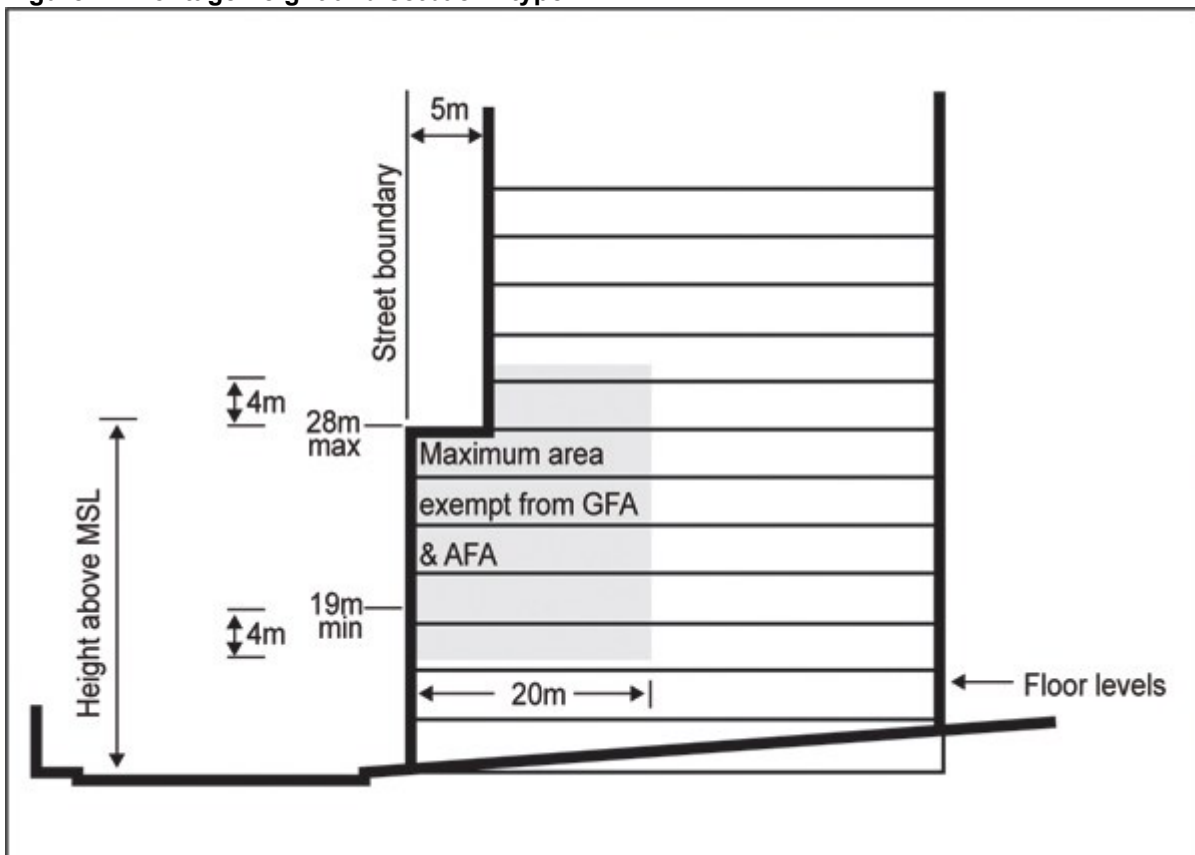 5m
Street boundary
4m
28m
max
Maximum area
exempt from GFA
& AFA
Height above MSL
19m
min
4m
20m
Floor levels